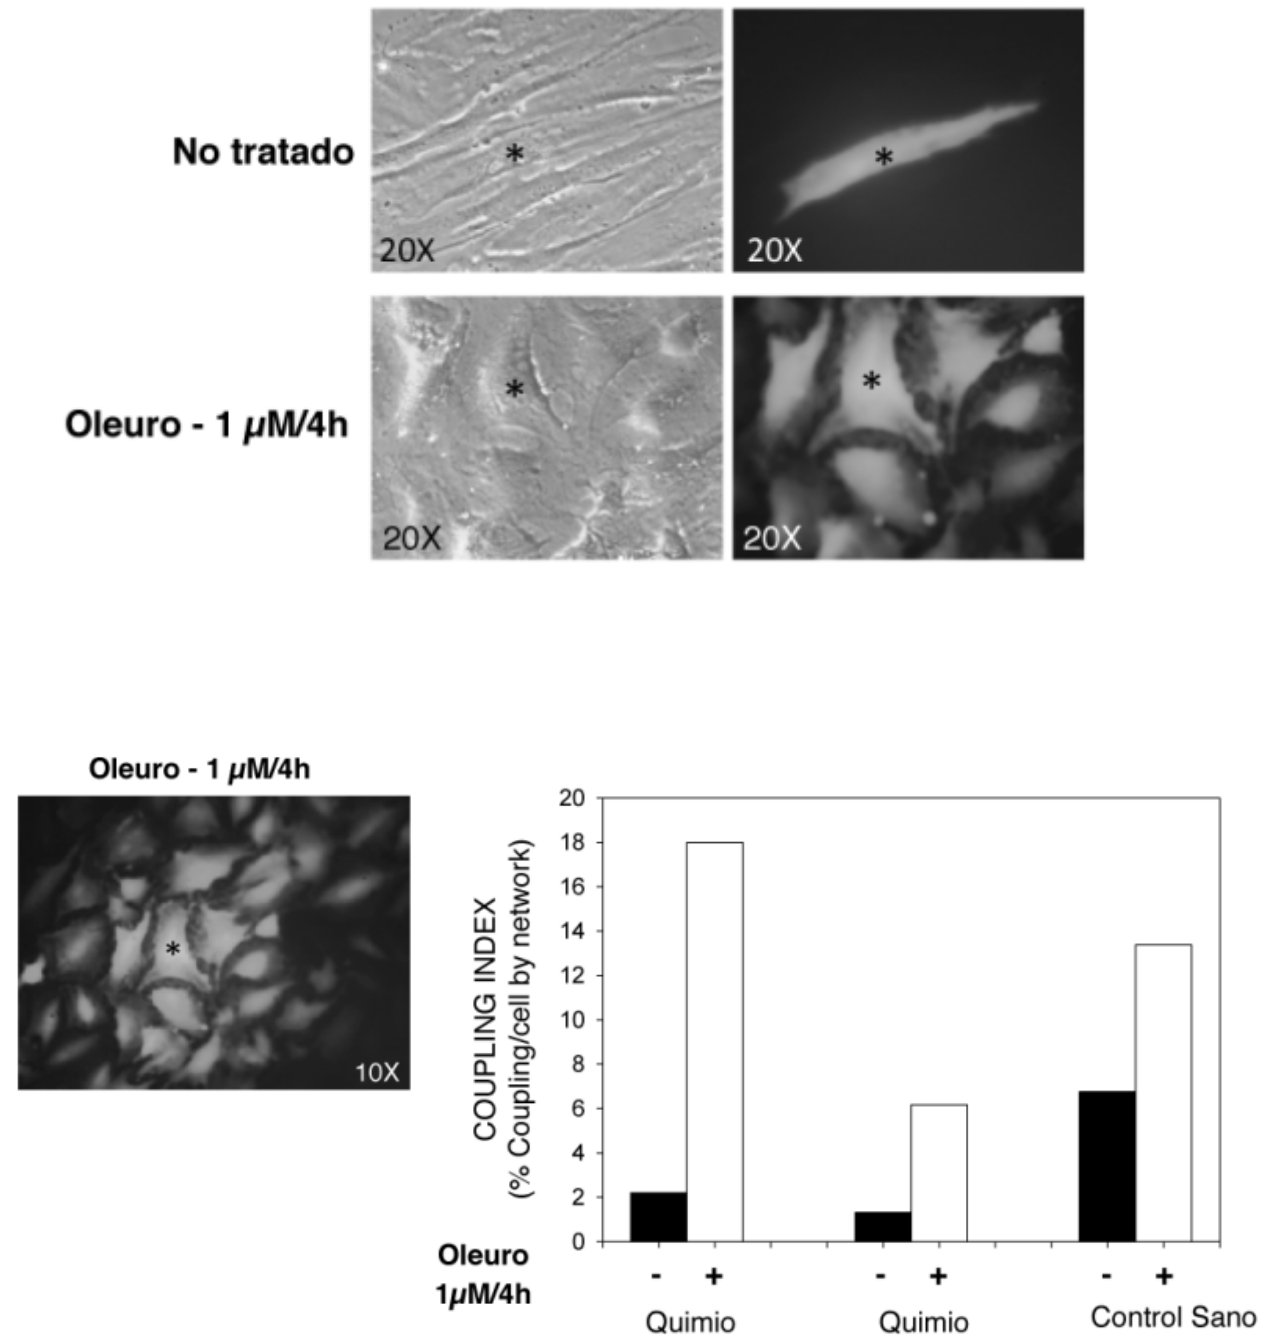 No tratado
*
*
20X
20X
Oleuro - 1 µM/4h
*
*
20X
20X
Oleuro - 1 µM/4h
*
10X
COUPLING INDEX
(% Coupling/cell by network)
20
18
16
14
12
10
8
6
4
2
0
Oleuro
1µM/4h
- + - + - +
Quimio Quimio Control Sano